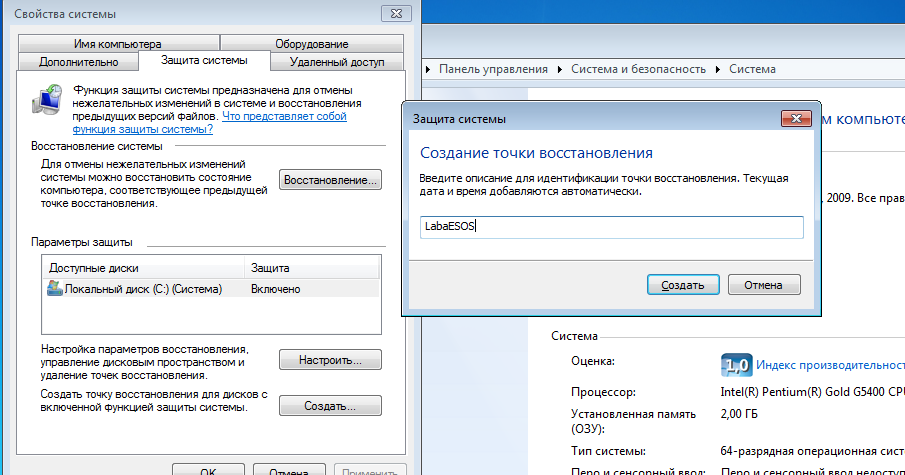 Свойства системы
Имя компьютера
Оборудование
Дополнительно
Защита системы
Удаленный доступ
Функция защиты системы предназначена для отмены
нежелательных изменений в системе и восстановления
предыдущих версий файлов. Что представляет собой
функция защиты системы?
Восстановление системы
Для отмены нежелательных изменений
системы можно восстановить состояние
компьютера, соответствующее предыдущей
точке восстановления.
Восстановление...
Параметры защиты
Доступные диски
Защита
Локальный диск (C:) (Система)
Включено
Настройка параметров восстановления,
управление дисковым пространством и
удаление точек восстановления.
Настроить...
Создать точку восстановления для дисков с
включенной функцией защиты системы.
Создать...
OK
Отмена
Применить
Панель управления
Система и безопасность
Система
Защита системы
Создание точки восстановления
Введите описание для идентификации точки восстановления. Текущая
дата и время добавляются автоматически.
LabaESOS
Создать
Отмена
м компьюте
, 2009. Все прав
Система
Оценка:
1,0
Индекс производительност
Процессор:
Intel(R) Pentium(R) Gold G5400 CPU
Установленная память
(ОЗУ):
2,00 ГБ
Тип системы:
64-разрядная операционная сист
Перо и сенсорный ввод:
Перо и сенсорный ввод недоступ